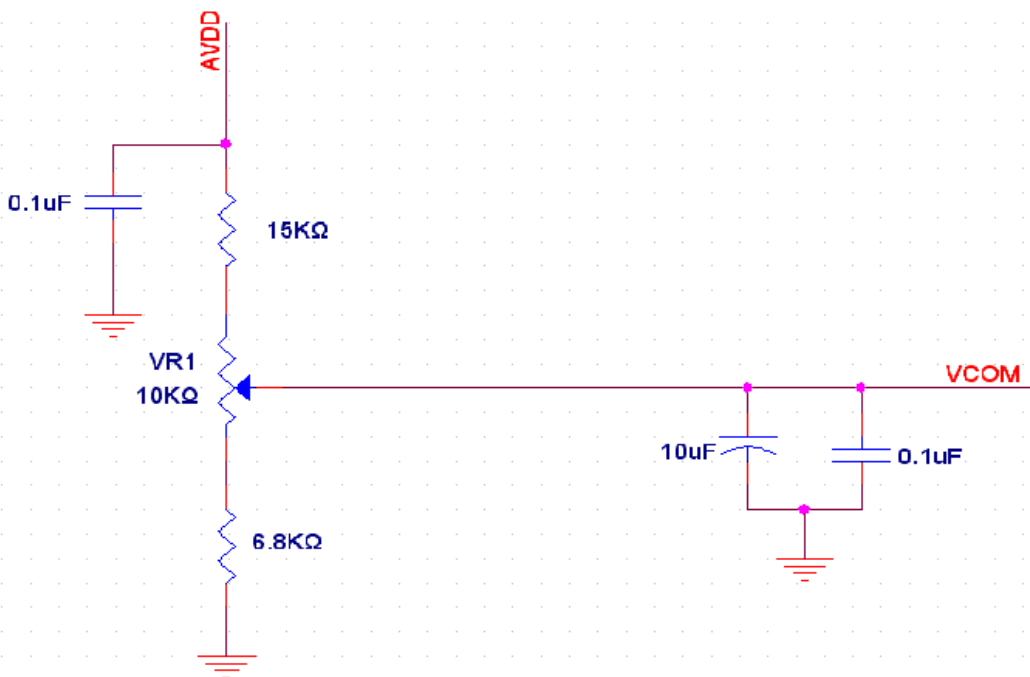 AVDD
0.1uF
15KΩ
VR1
10KΩ
VCOM
10uF
0.1uF
6.8KΩ